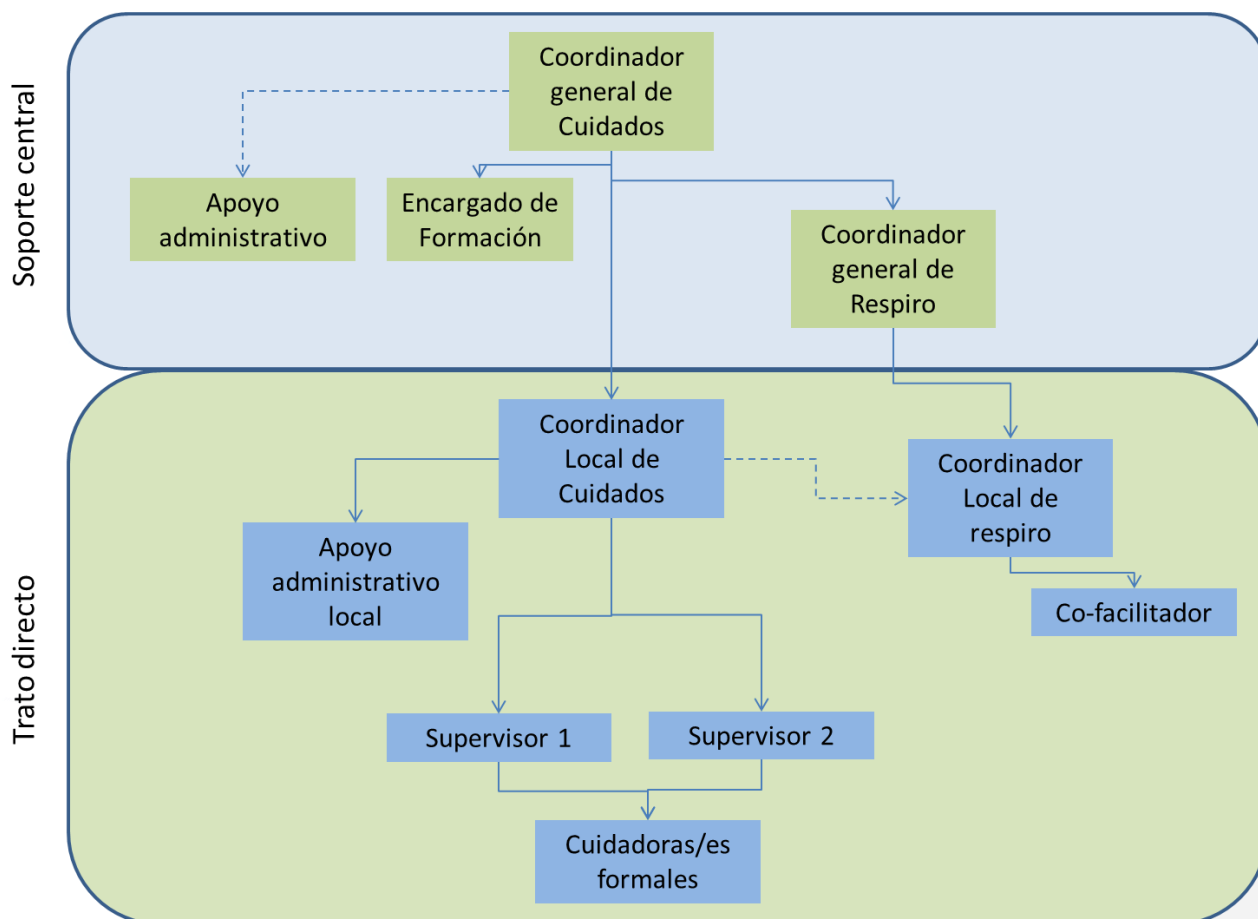 Soporte central
Coordinador
general de
Cuidados
Apoyo
administrativo
Encargado de
Formación
Coordinador
general de
Respiro
Trato directo
Coordinador
Local de
Cuidados
Coordinador
Local de
respiro
Apoyo
administrativo
local
Co-facilitador
Supervisor 1
Supervisor 2
Cuidadoras/es
formales